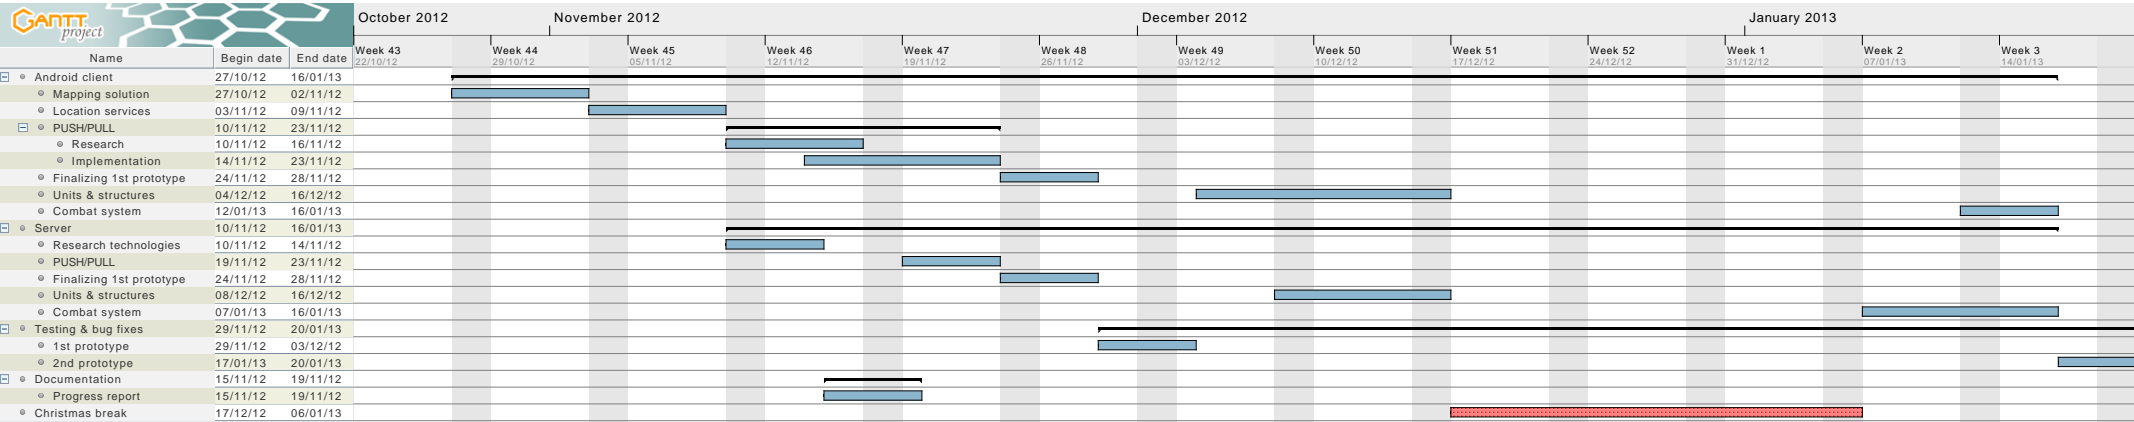 GANTT project
October 2012 November 2012 December 2012 January 2013
Week 43 Week 44 Week 45 Week 46 Week 47 Week 48 Week 49 Week 50 Week 51 Week 52 Week 1 Week 2 Week 3
Name Begin date End date 22/10/12 29/10/12 05/11/12 12/11/12 19/11/12 26/11/12 03/12/12 10/12/12 17/12/12 24/12/12 31/12/12 07/01/13 14/01/13
Android client 27/10/12 16/01/13
Mapping solution 27/10/12 02/11/12
Location services 03/11/12 09/11/12
PUSH/PULL 10/11/12 23/11/12
Research 10/11/12 16/11/12
Implementation 14/11/12 23/11/12
Finalizing 1st prototype 24/11/12 28/11/12
Units & structures 04/12/12 16/12/12
Combat system 12/01/13 16/01/13
Server 10/11/12 16/01/13
Research technologies 10/11/12 14/11/12
PUSH/PULL 19/11/12 23/11/12
Finalizing 1st prototype 24/11/12 28/11/12
Units & structures 08/12/12 16/12/12
Combat system 07/01/13 16/01/13
Testing & bug fixes 29/11/12 20/01/13
1st prototype 29/11/12 03/12/12
2nd prototype 17/01/13 20/01/13
Documentation 15/11/12 19/11/12
Progress report 15/11/12 19/11/12
Christmas break 17/12/12 06/01/13